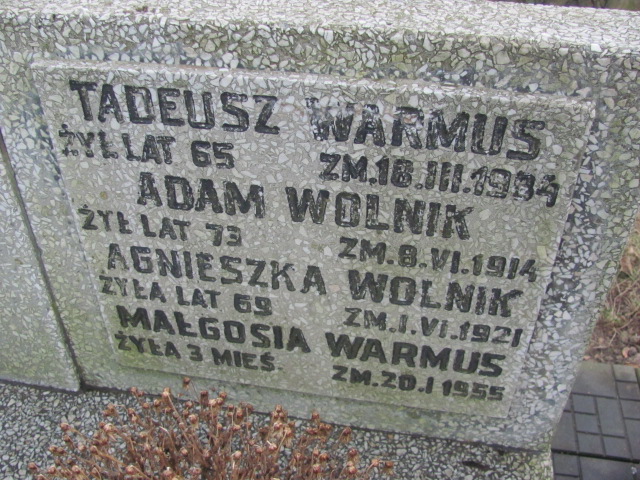 TADEUSZ WARMUS
ŻYŁ LAT 65 ZM.18.III.1984
ADAM WOLNIK
ŻYŁ LAT 73 ZM.8.VI.1914
AGNIESZKA WOLNIK
ŻYŁA LAT 69 ZM.1.VI.1921
MAŁGOSIA WARMUS
ŻYŁA 3 MIEŚ. ZM.20.I 1955